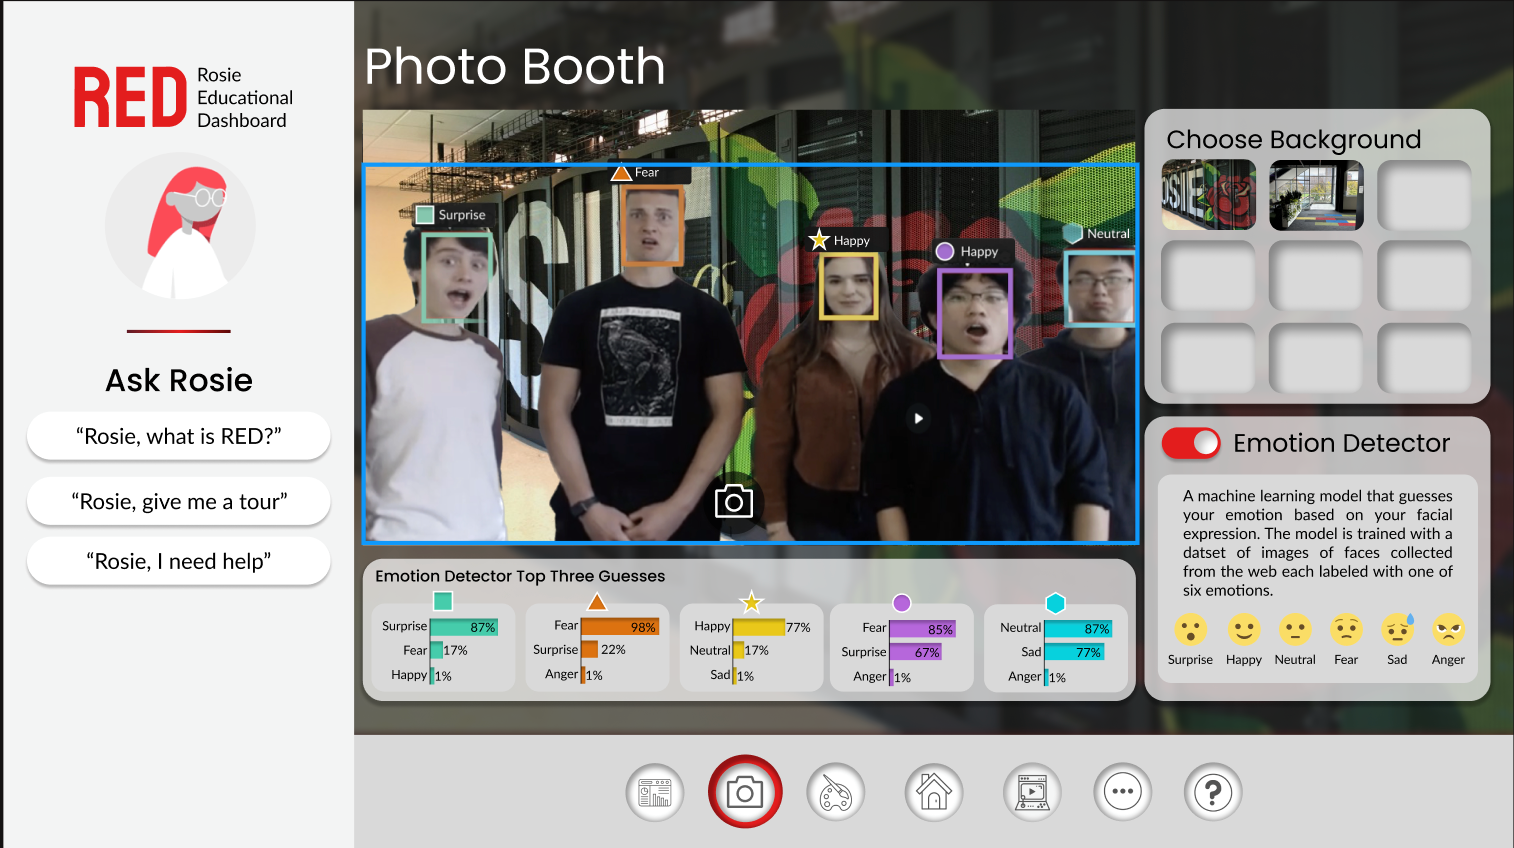 RED
Rosie
Educational
Dashboard
Ask Rosie
“Rosie, what is RED?”
“Rosie, give me a tour”
“Rosie, I need help”
Photo Booth
Surprise
Fear
Happy
Happy
Neutral
Emotion Detector Top Three Guesses
Surprise 87%
Fear 17%
Happy 1%
Fear 98%
Surprise 22%
Anger 1%
Happy 77%
Neutral 17%
Sad 1%
Fear 85%
Surprise 67%
Anger 1%
Neutral 87%
Sad 77%
Anger 1%
Choose Background
OSIE
Emotion Detector
A machine learning model that guesses
your emotion based on your facial
expression. The model is trained with a
datset of images of faces collected
from the web each labeled with one of
six emotions.
Surprise Happy Neutral Fear Sad Anger
?